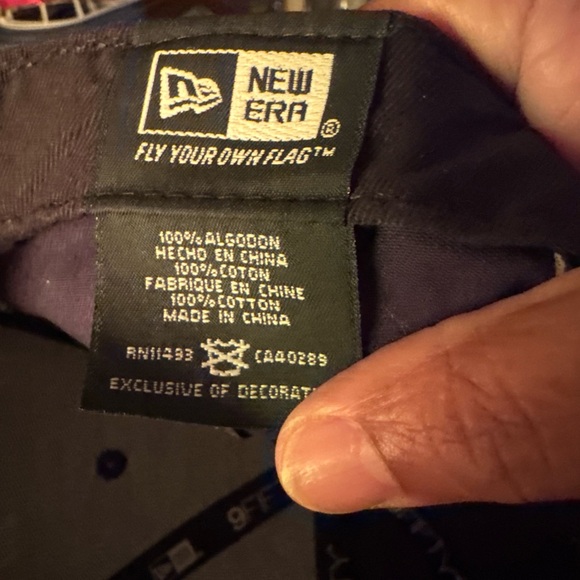 NEW
ERA®
FLY YOUR OWN FLAG™
100% ALGODON
HECHO EN CHINA
100% COTON
FABRIQUE EN CHINE
100% COTTON
MADE IN CHINA
RN11493 CA40289
EXCLUSIVE OF DECORAT
9FF